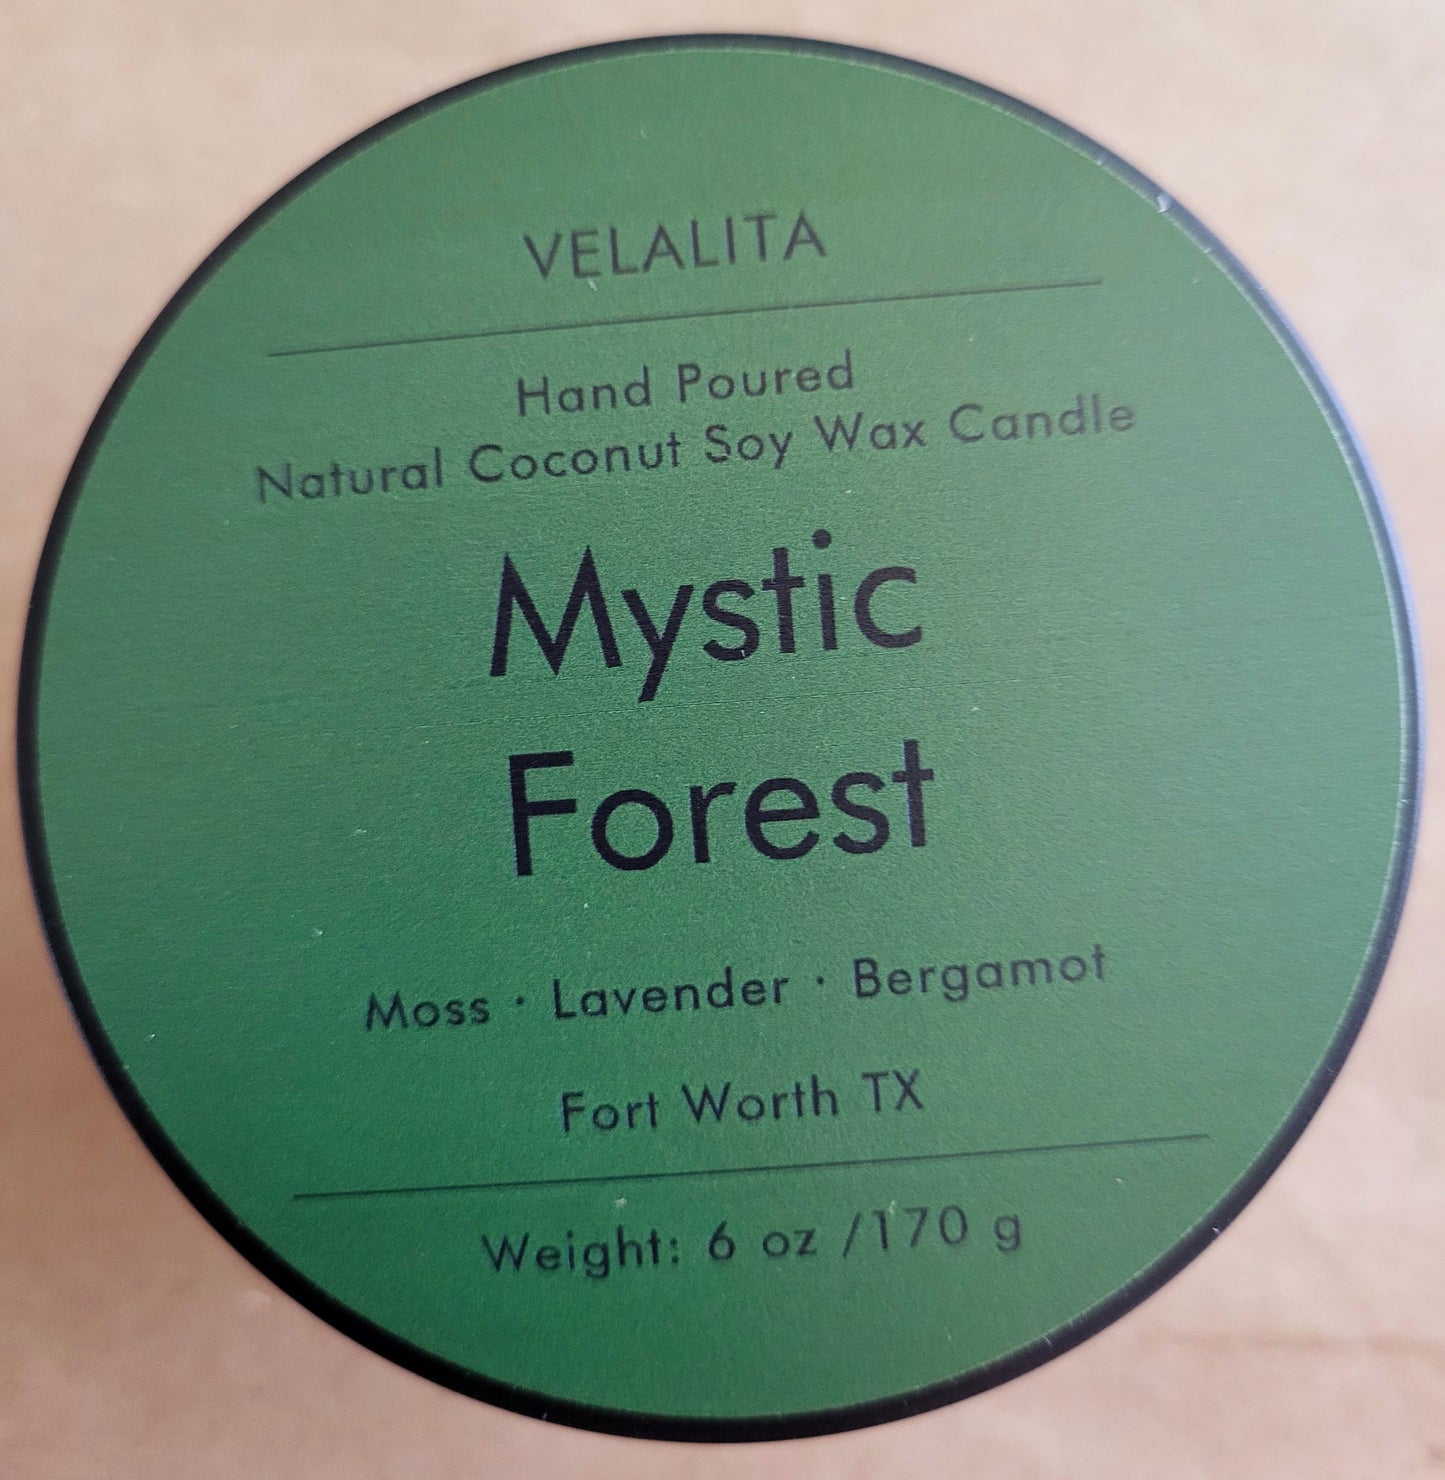 VELALITA
Hand Poured
Natural Coconut Soy Wax Candle
Mystic
Forest
Moss · Lavender · Bergamot
Fort Worth TX
Weight: 6 oz /170 g